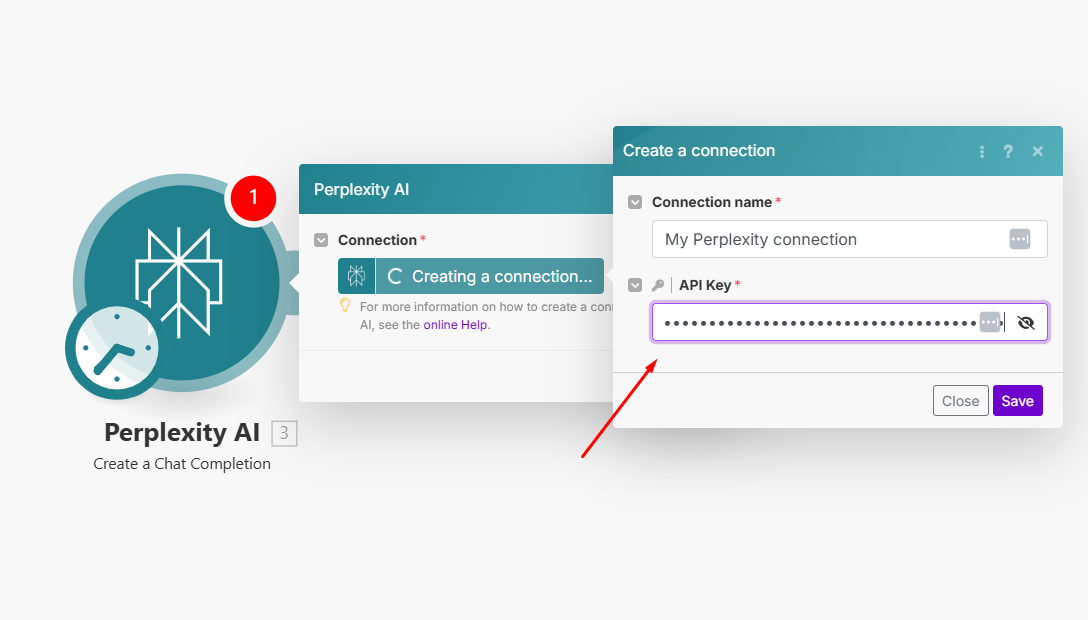 1
Perplexity AI
3
Create a Chat Completion
Perplexity AI
Connection *
Creating a connection...
For more information on how to create a con
AI, see the online Help.
Create a connection
?
Connection name *
My Perplexity connection
API Key *
Close
Save